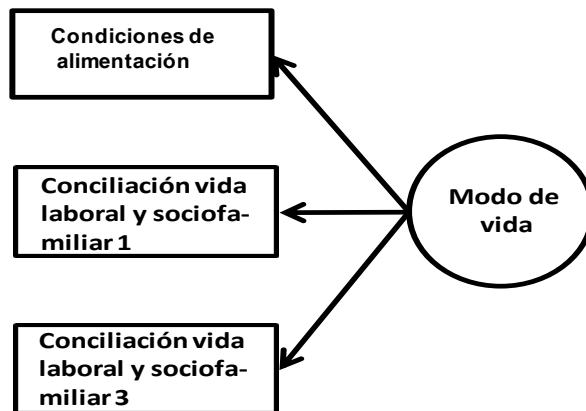 Condiciones de
alimentación
Conciliación vida
laboral y sociofa-
miliar 1
Modo de
vida
Conciliación vida
laboral y sociofa-
miliar 3